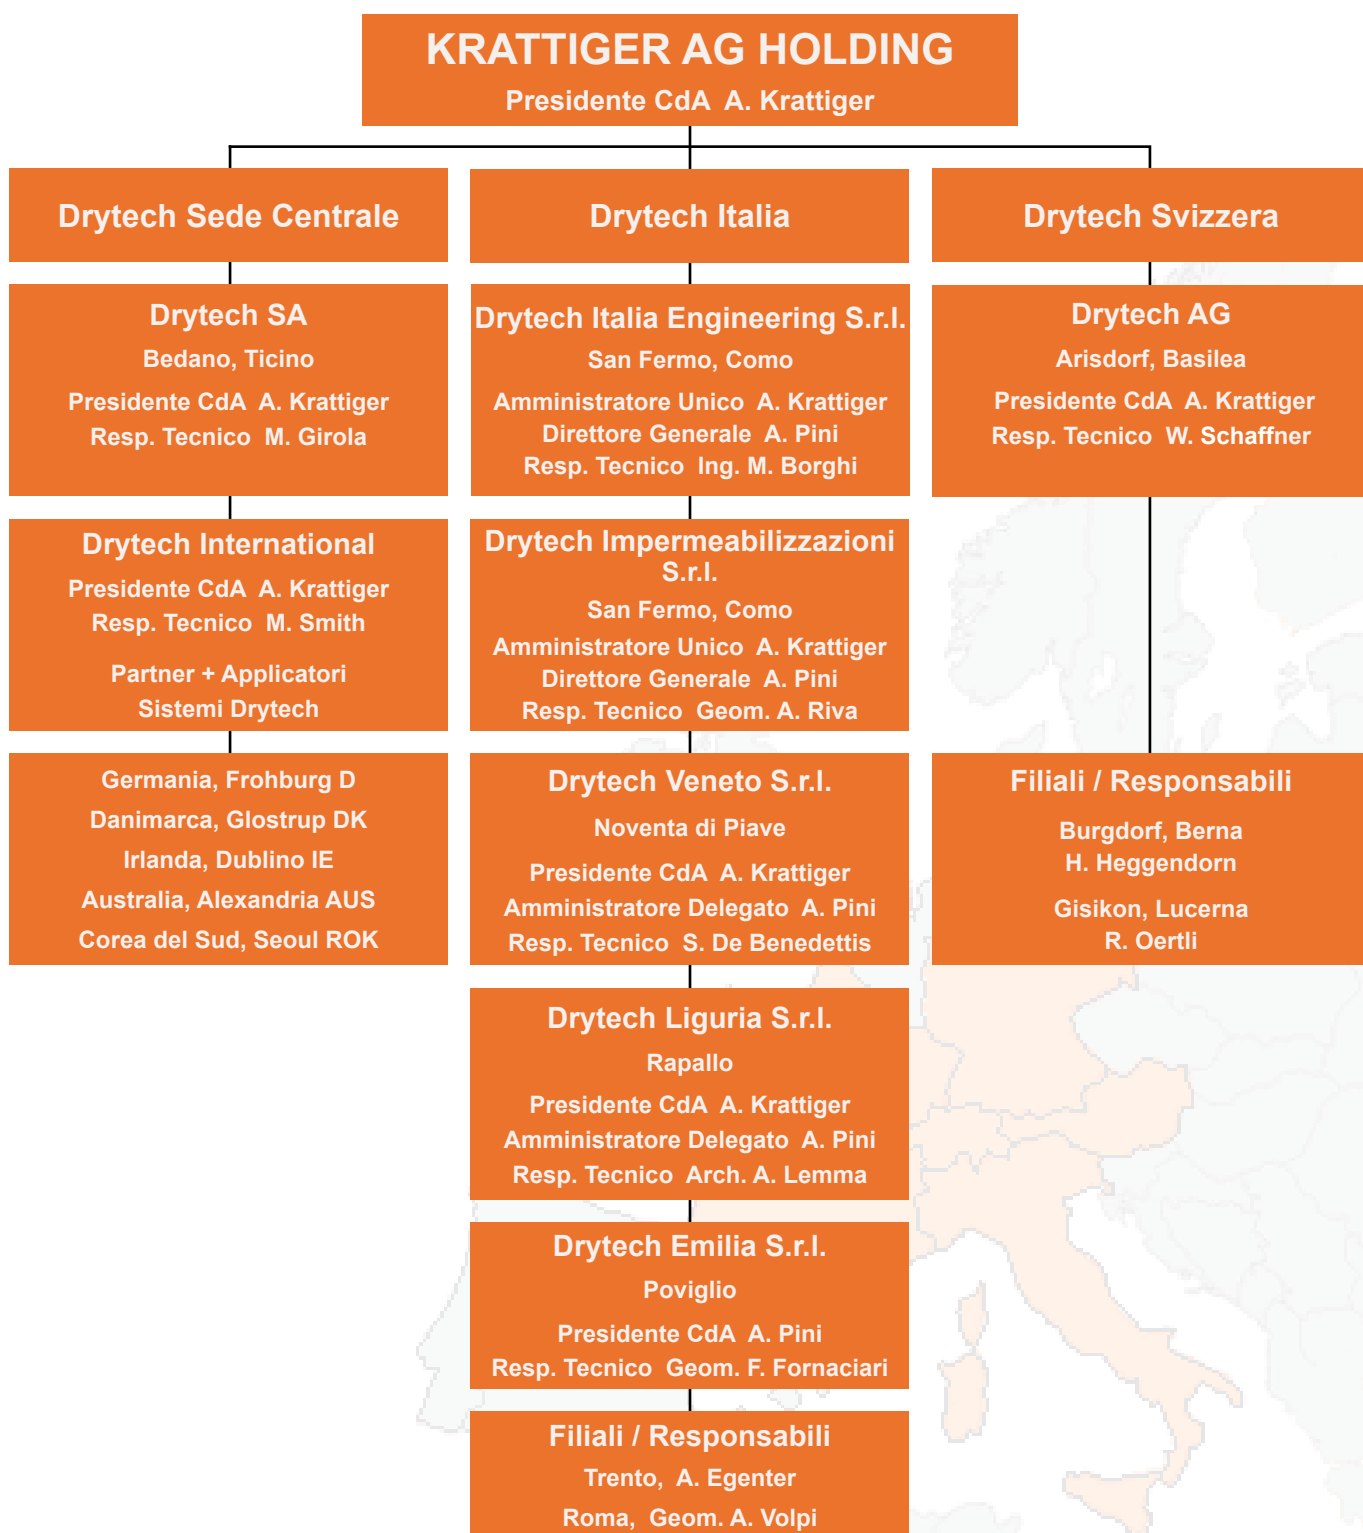 KRATTIGER AG HOLDING
Presidente CdA A. Krattiger
Drytech Sede Centrale
Drytech SA
Bedano, Ticino
Presidente CdA A. Krattiger
Resp. Tecnico M. Girola
Drytech International
Presidente CdA A. Krattiger
Resp. Tecnico M. Smith
Partner + Applicatori
Sistemi Drytech
Germania, Frohburg D
Danimarca, Glostrup DK
Irlanda, Dublino IE
Australia, Alexandria AUS
Corea del Sud, Seoul ROK
Drytech Italia
Drytech Italia Engineering S.r.l.
San Fermo, Como
Amministratore Unico A. Krattiger
Direttore Generale A. Pini
Resp. Tecnico Ing. M. Borghi
Drytech Impermeabilizzazioni
S.r.l.
San Fermo, Como
Amministratore Unico A. Krattiger
Direttore Generale A. Pini
Resp. Tecnico Geom. A. Riva
Drytech Veneto S.r.l.
Noventa di Piave
Presidente CdA A. Krattiger
Amministratore Delegato A. Pini
Resp. Tecnico S. De Benedettis
Drytech Liguria S.r.l.
Rapallo
Presidente CdA A. Krattiger
Amministratore Delegato A. Pini
Resp. Tecnico Arch. A. Lemma
Drytech Emilia S.r.l.
Poviglio
Presidente CdA A. Pini
Resp. Tecnico Geom. F. Fornaciari
Filiali / Responsabili
Trento, A. Egenter
Roma, Geom. A. Volpi
Drytech Svizzera
Drytech AG
Arisdorf, Basilea
Presidente CdA A. Krattiger
Resp. Tecnico W. Schaffner
Filiali / Responsabili
Burgdorf, Berna
H. Heggendorn
Gisikon, Lucerna
R. Oertli